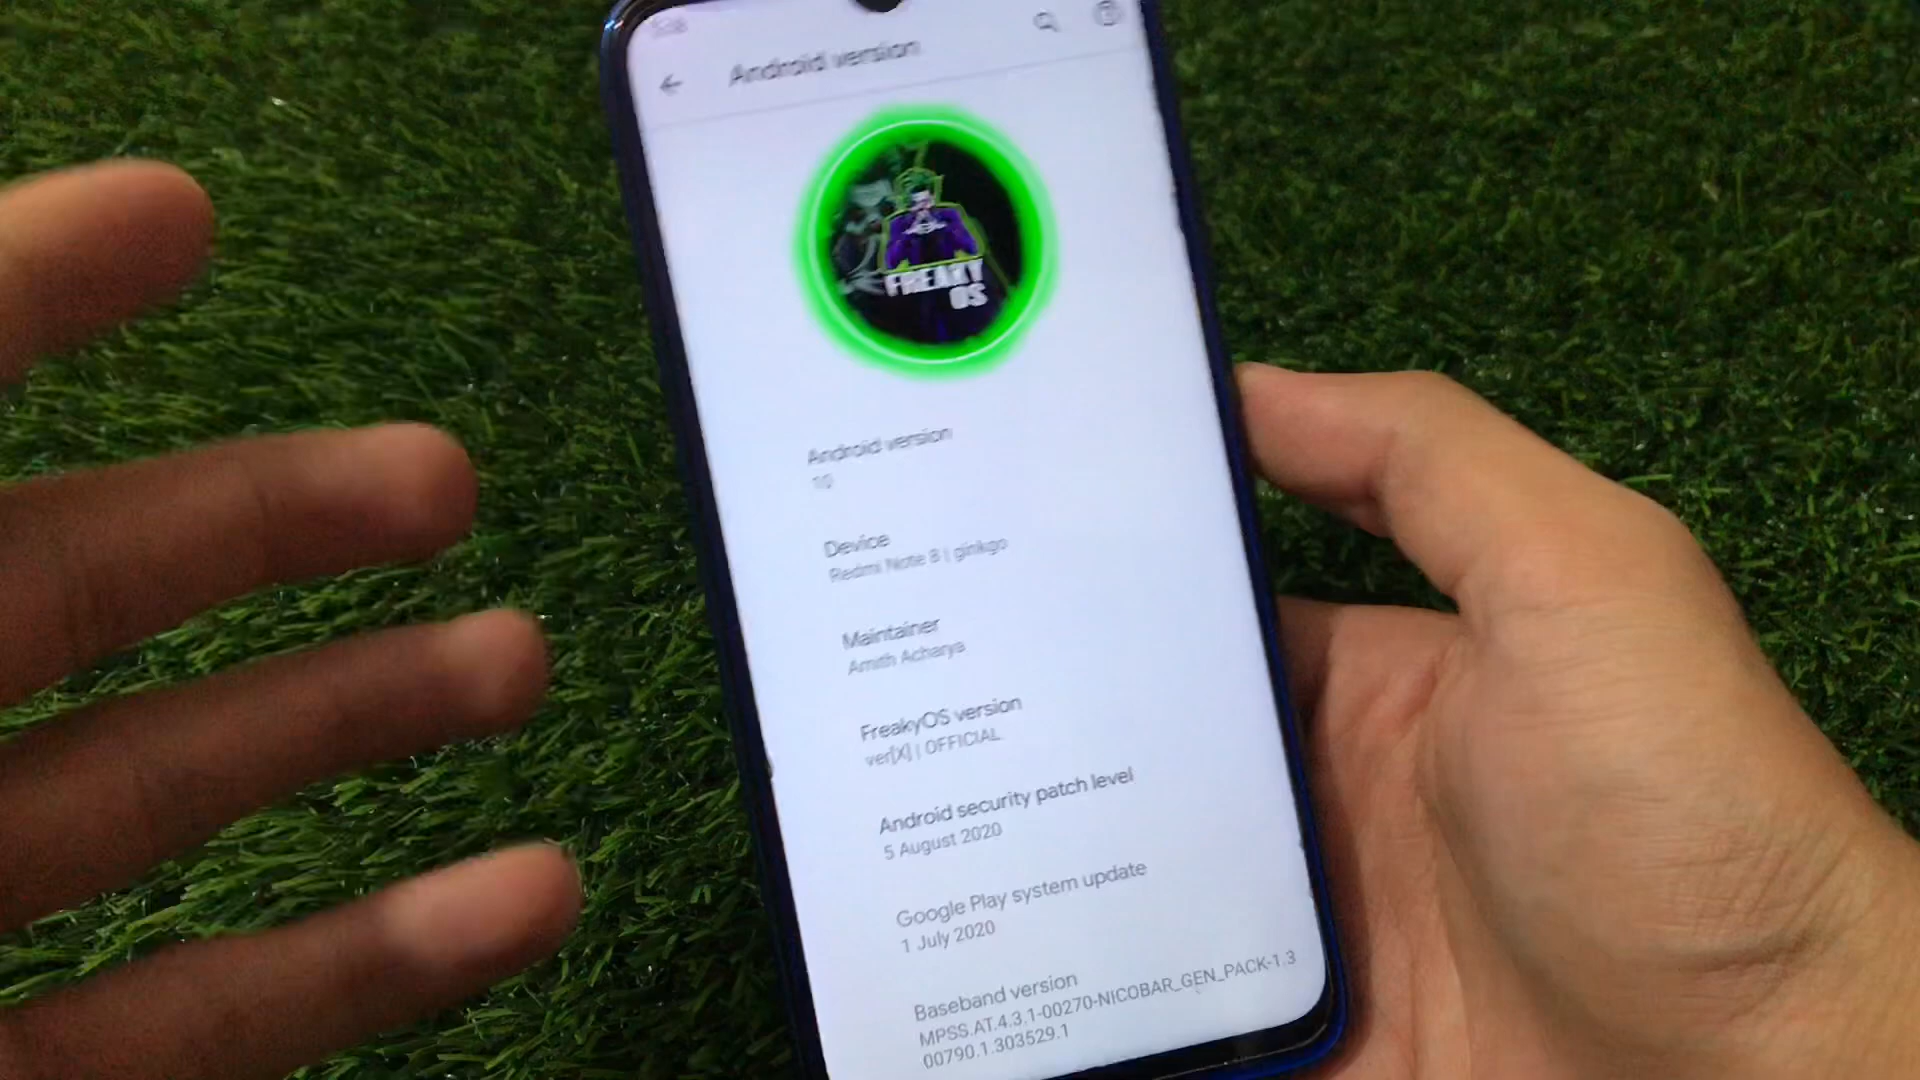 Android version
FREAKY
OS
Android version
10
Device
Redmi Note 8 | ginkgo
Maintainer
Amith Acharya
FreakyOS version
ver[X] | OFFICIAL
Android security patch level
5 August 2020
Google Play system update
1 July 2020
Baseband version
MPSS.AT.4.3.1-00270-NICOBAR_GEN_PACK-1.3
00790.1.303529.1